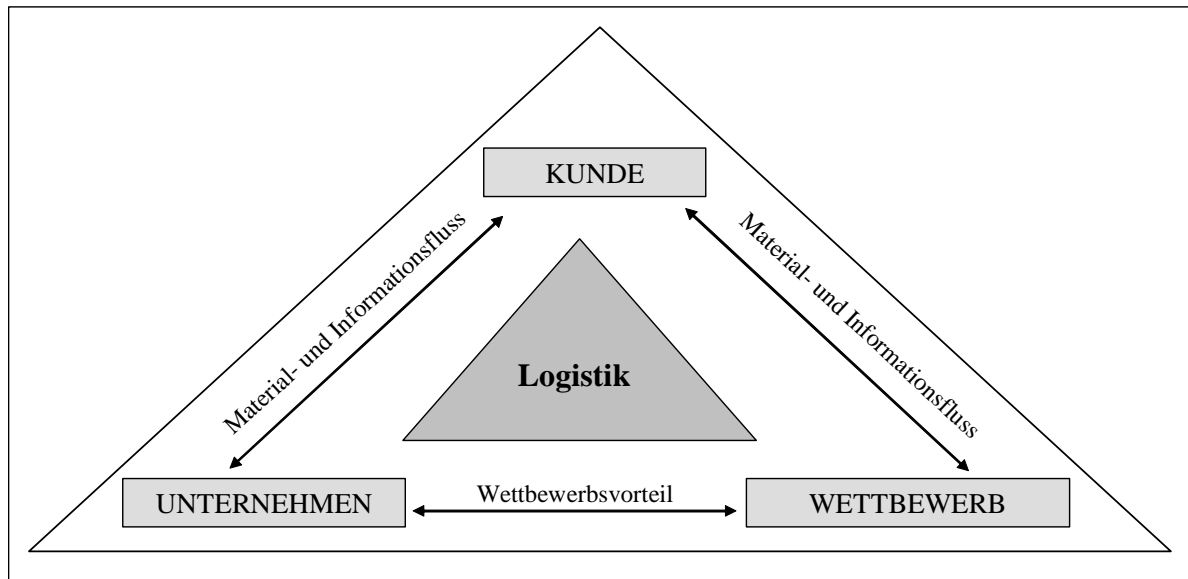 KUNDE
Material- und Informationsfluss
Material- und Informationsfluss
Logistik
UNTERNEHMEN
Wettbewerbsvorteil
WETTBEWERB